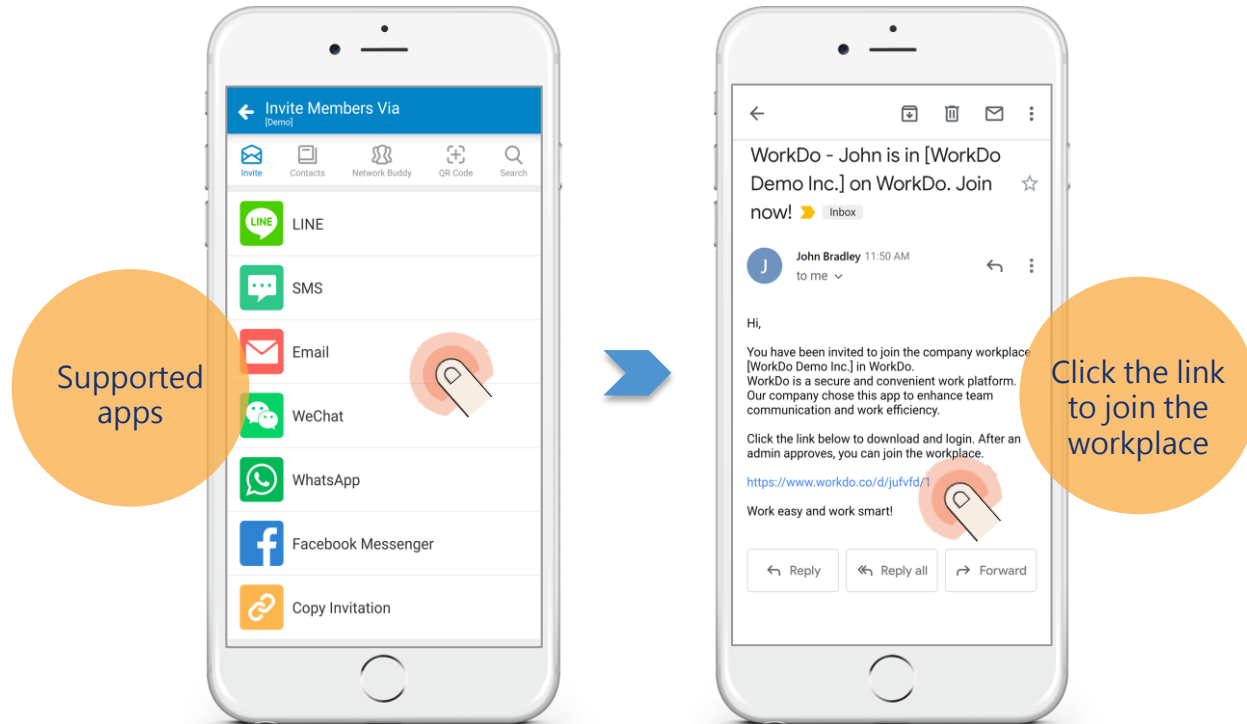 Invite Members Via
[Demo]
Invite
Contacts
Network Buddy
QR Code
Search
LINE
LINE
SMS
Email
WeChat
WhatsApp
Facebook Messenger
Copy Invitation
Supported
apps
WorkDo - John is in [WorkDo
Demo Inc.] on WorkDo. Join
now! Inbox
J
John Bradley 11:50 AM
to me
Hi,
You have been invited to join the company workplace
[WorkDo Demo Inc.] in WorkDo.
WorkDo is a secure and convenient work platform.
Our company chose this app to enhance team
communication and work efficiency.
Click the link below to download and login. After an
admin approves, you can join the workplace.
https://www.workdo.co/d/jufvfd/1
Work easy and work smart!
Reply
Reply all
Forward
Click the link
to join the
workplace